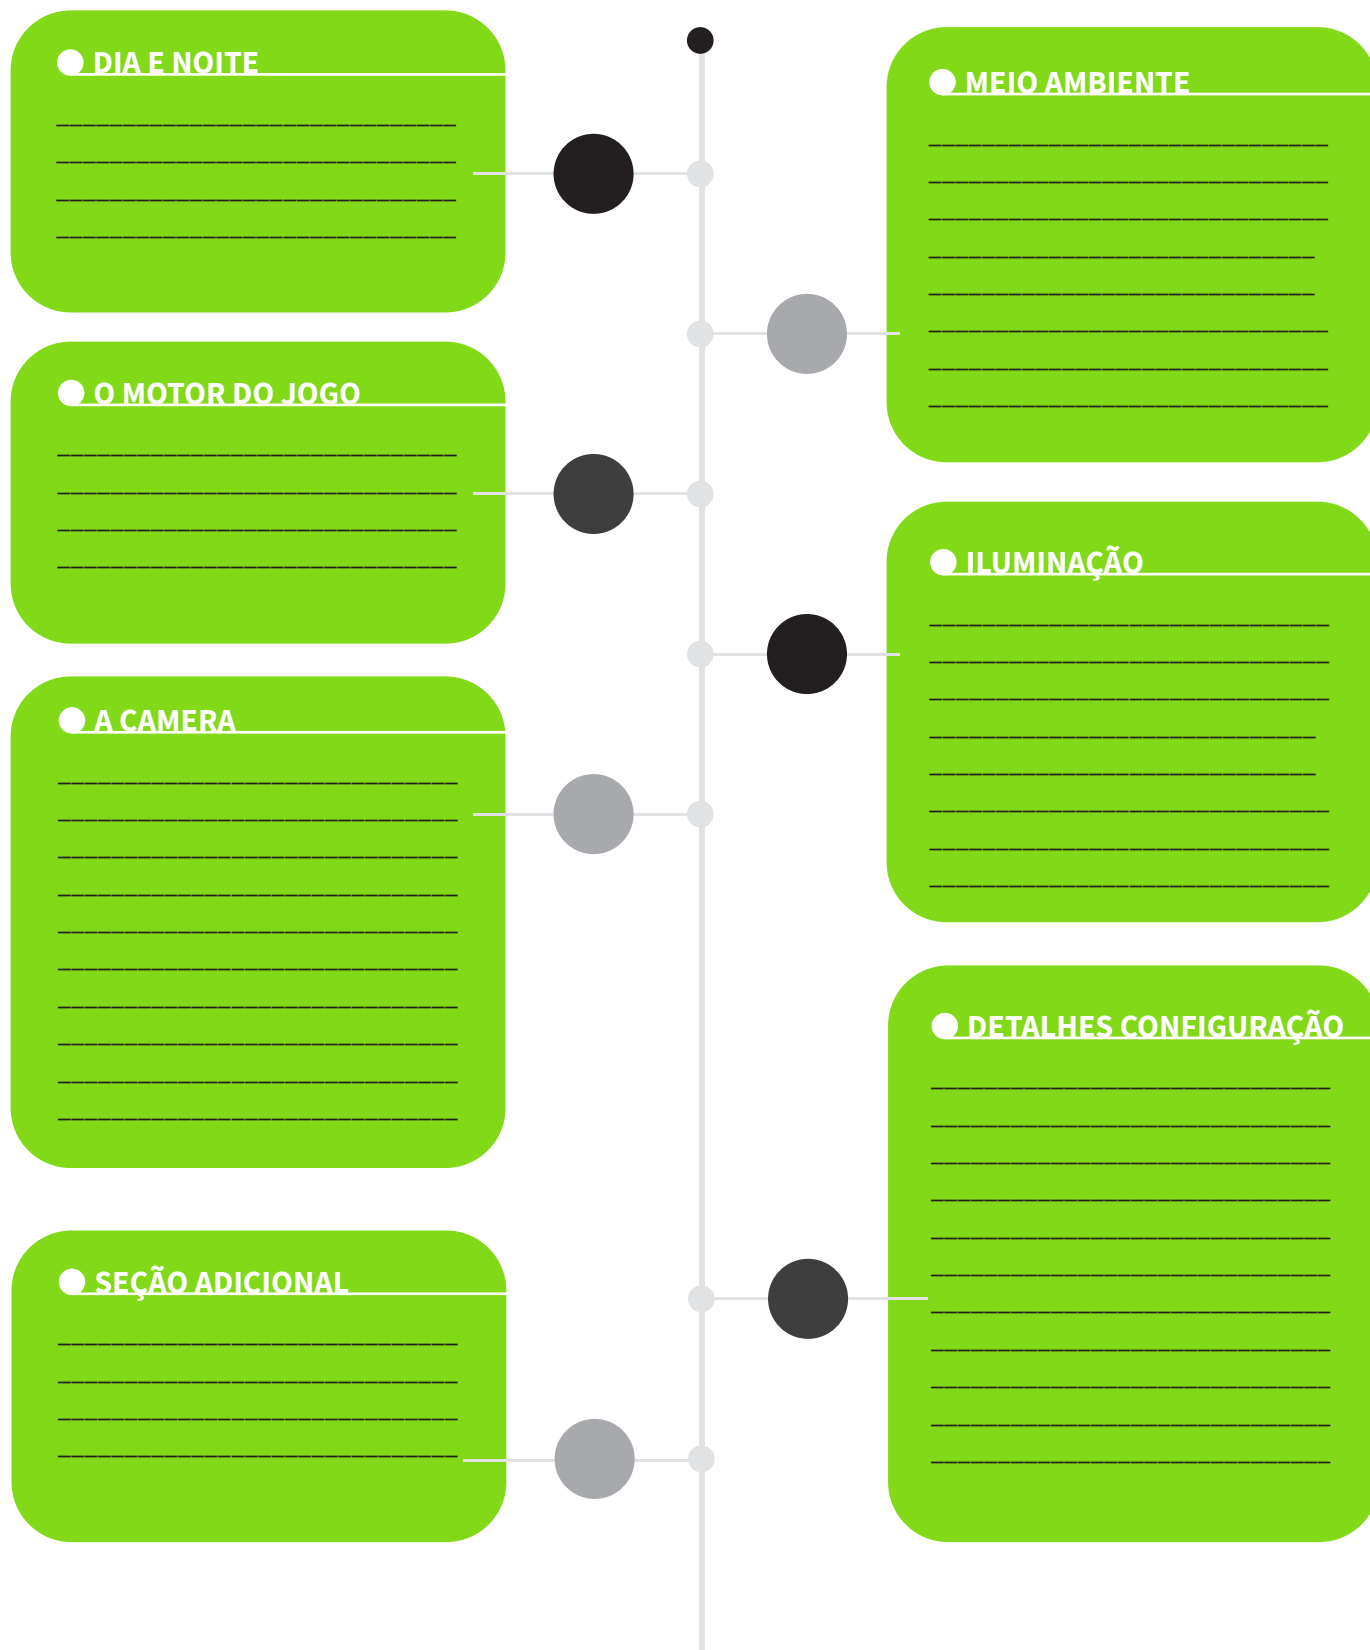 DIA E NOITE
MEIO AMBIENTE
O MOTOR DO JOGO
ILUMINAÇÃO
A CAMERA
DETALHES CONFIGURAÇÃO
SEÇÃO ADICIONAL